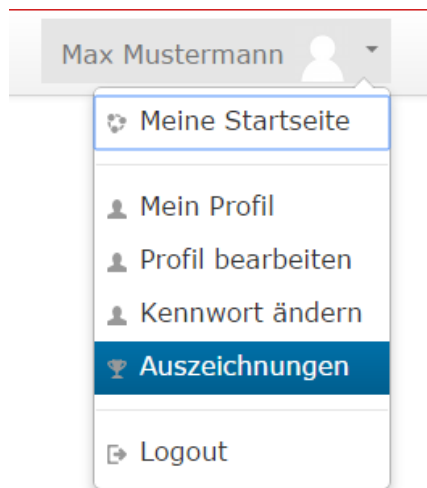 Max Mustermann
Meine Startseite
Mein Profil
Profil bearbeiten
Kennwort ändern
Auszeichnungen
Logout